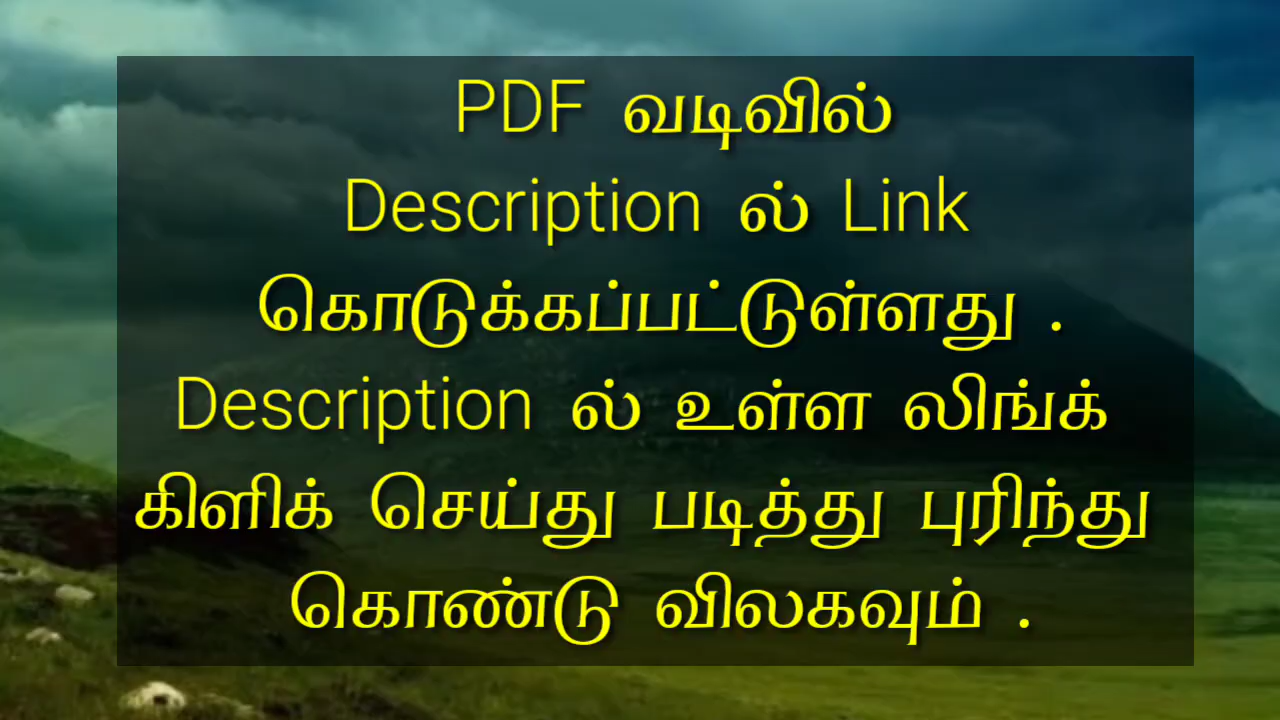 PDF வடிவில்
Description ல் Link
கொடுக்கப்பட்டுள்ளது .
Description ல் உள்ள லிங்க்
கிளிக் செய்து படித்து புரிந்து
கொண்டு விலகவும் .